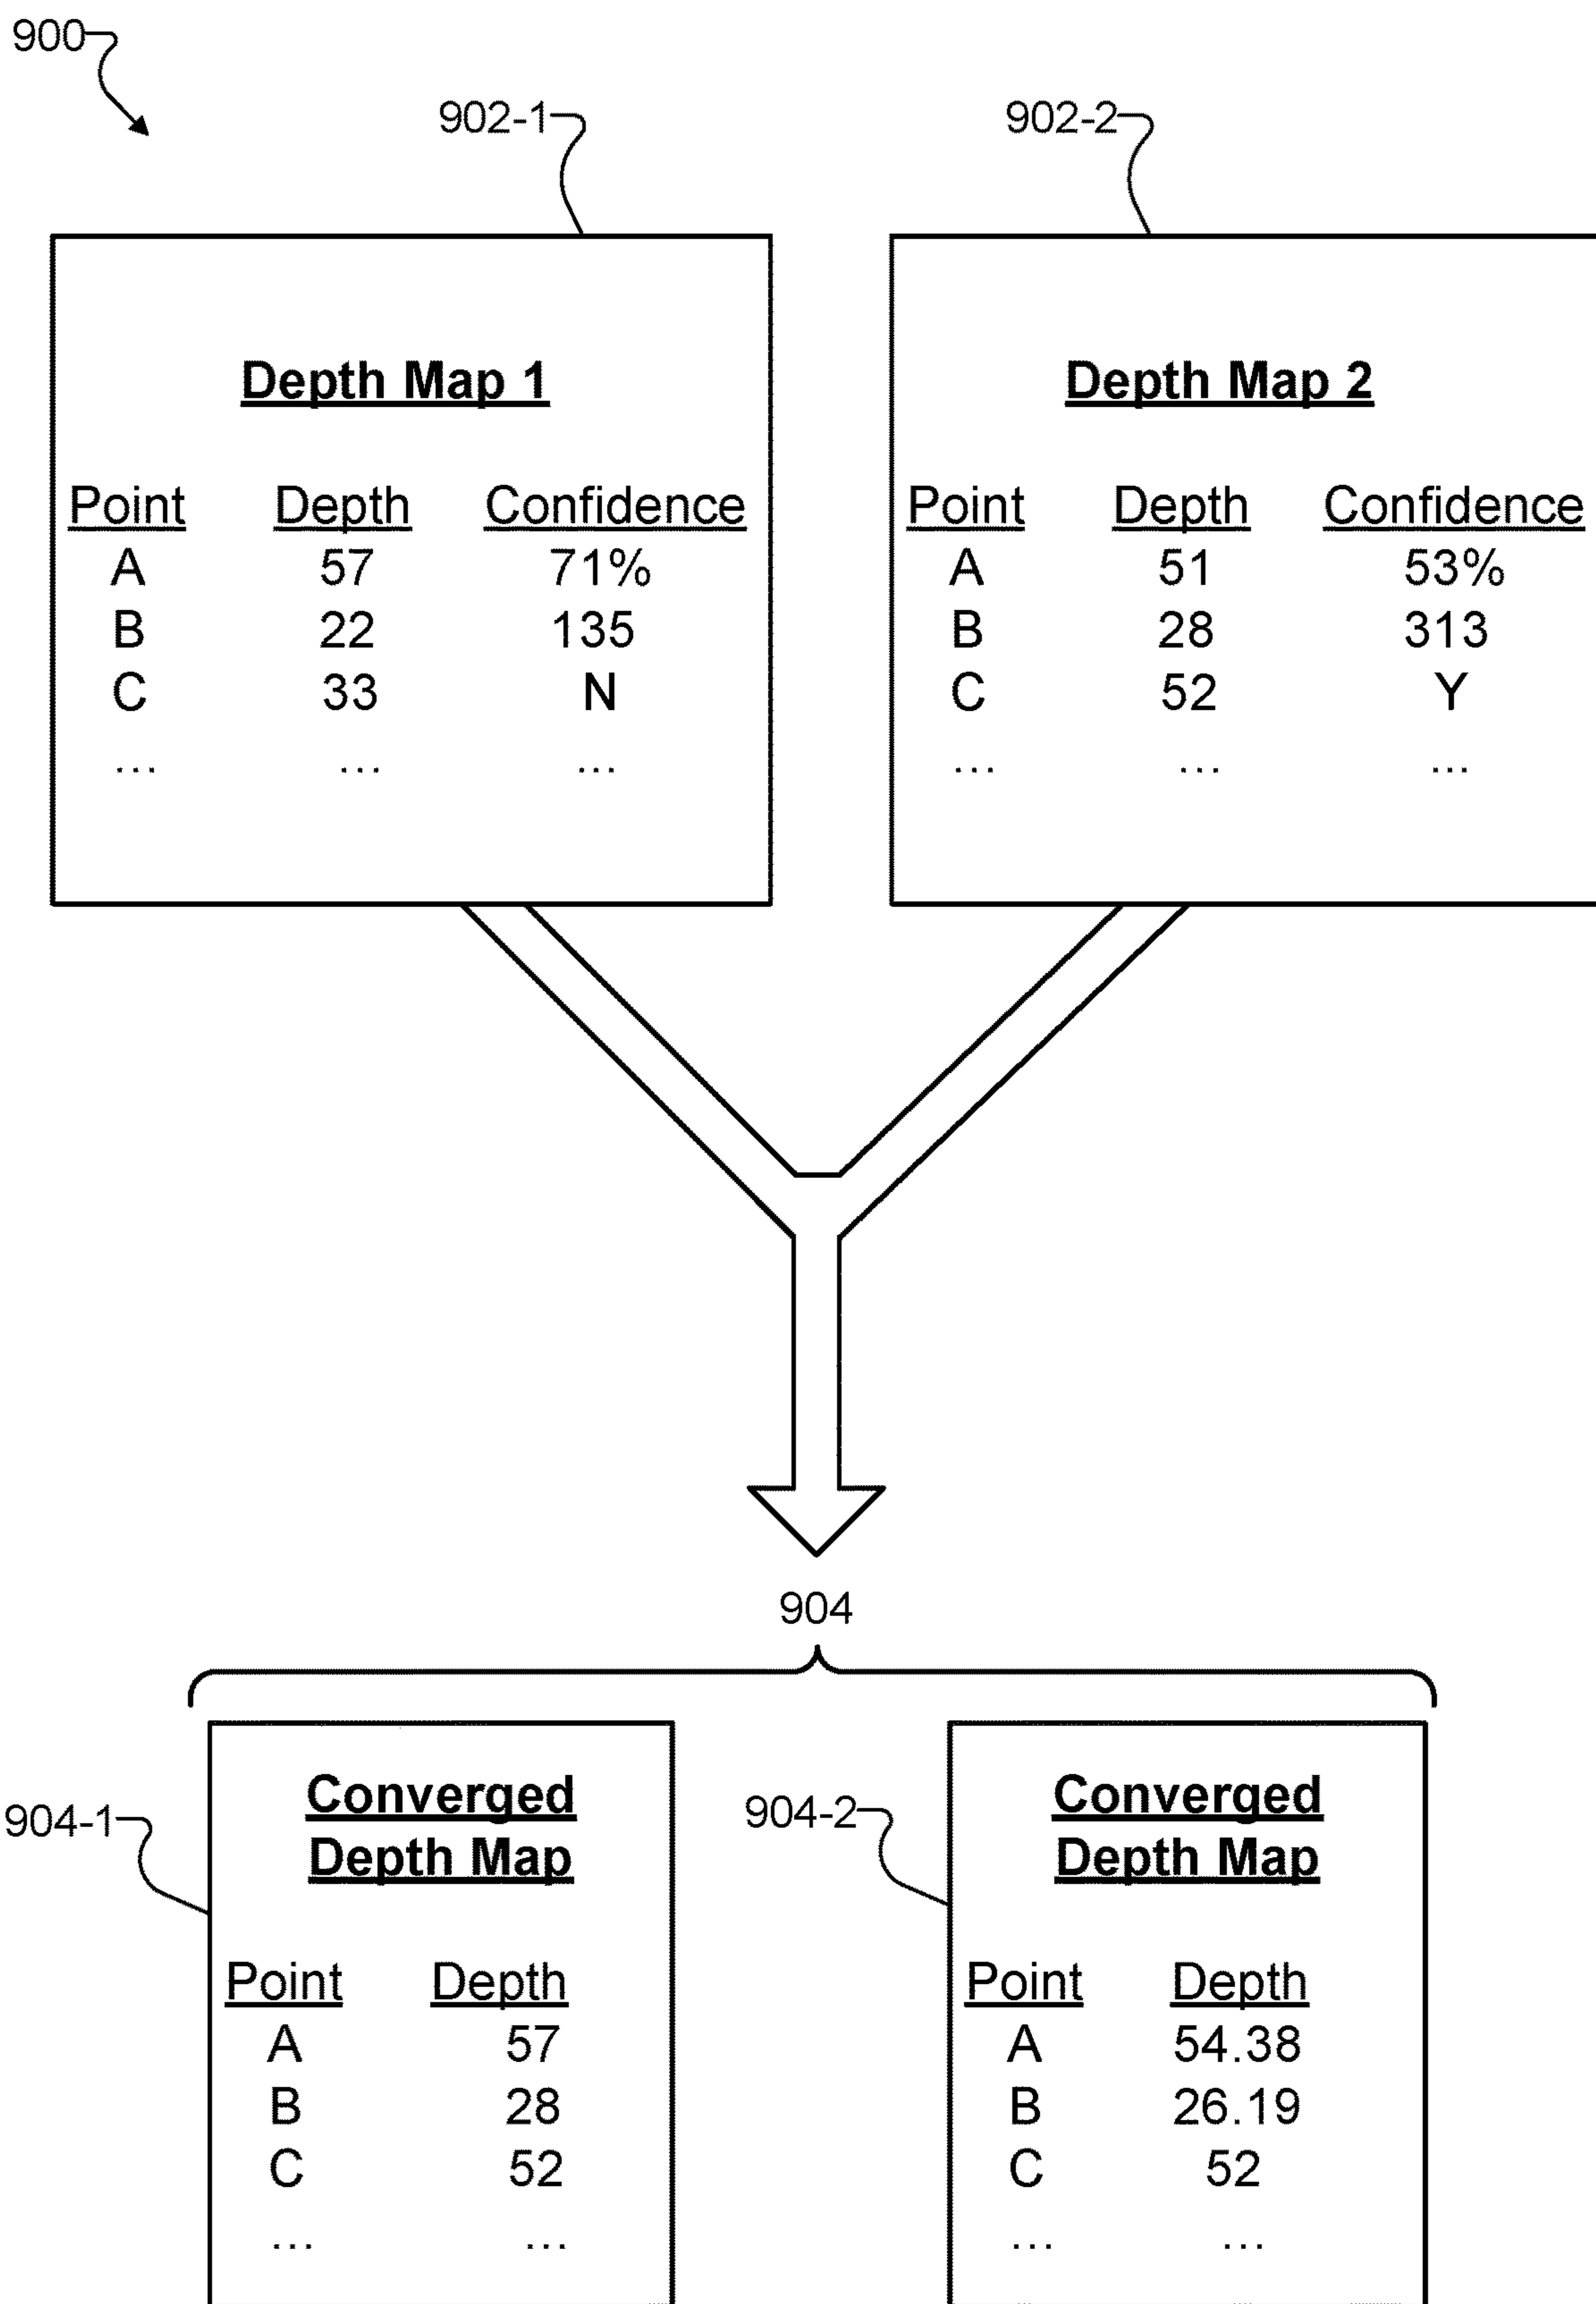 900
902-1 902-2
Depth Map 1
Point Depth Confidence
A 57 71%
B 22 135
C 33 N
... ... ...
Depth Map 2
Point Depth Confidence
A 51 53%
B 28 313
C 52 Y
... ... ...
904
904-1
Converged
Depth Map
Point Depth
A 57
B 28
C 52
... ...
904-2
Converged
Depth Map
Point Depth
A 54.38
B 26.19
C 52
... ...